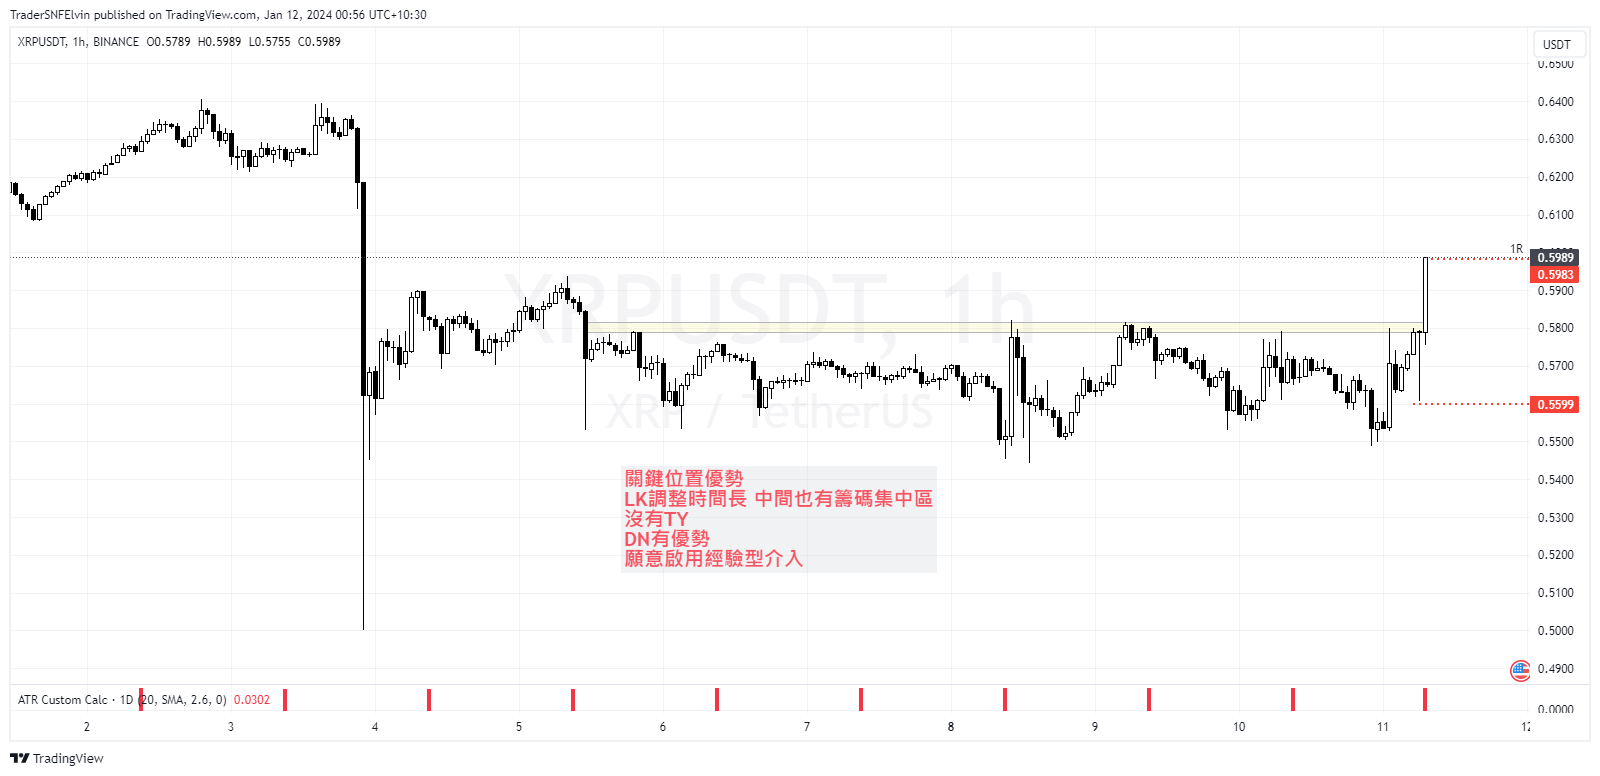 TraderSNFElvin published on TradingView.com, Jan 12, 2024 00:56 UTC+10:30
XRPUSDT, 1h, BINANCE O0.5789 H0.5989 L0.5755 C0.5989
USDT
0.6500
0.6400
0.6300
0.6200
0.6100
1R
0.5989
0.5983
0.5900
0.5800
0.5700
0.5599
0.5500
0.5400
0.5300
0.5200
0.5100
0.5000
0.4900
0.0000
XRPUSDT, 1h
XRP / TetherUS
關鍵位置優勢
LK調整時間長 中間也有籌碼集中區
沒有TY
DN有優勢
願意啟用經驗型介入
ATR Custom Calc · 1D (20, SMA, 2.6, 0) 0.0302
2 3 4 5 6 7 8 9 10 11 12
TradingView